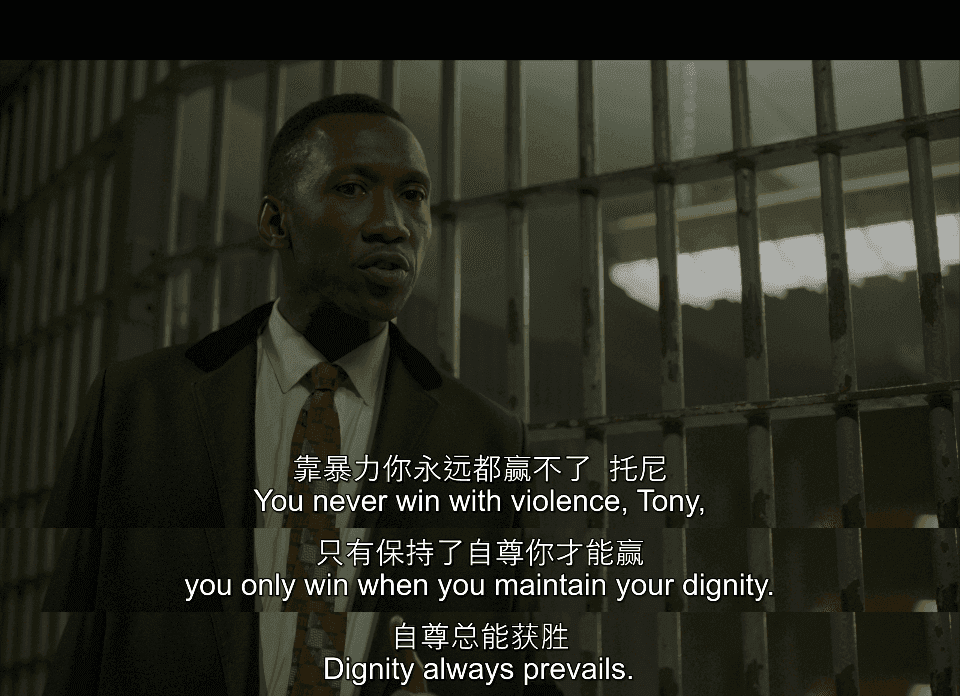 靠暴力你永远都赢不了 托尼
You never win with violence, Tony,
只有保持了自尊你才能赢
you only win when you maintain your dignity.
自尊总能获胜
Dignity always prevails.